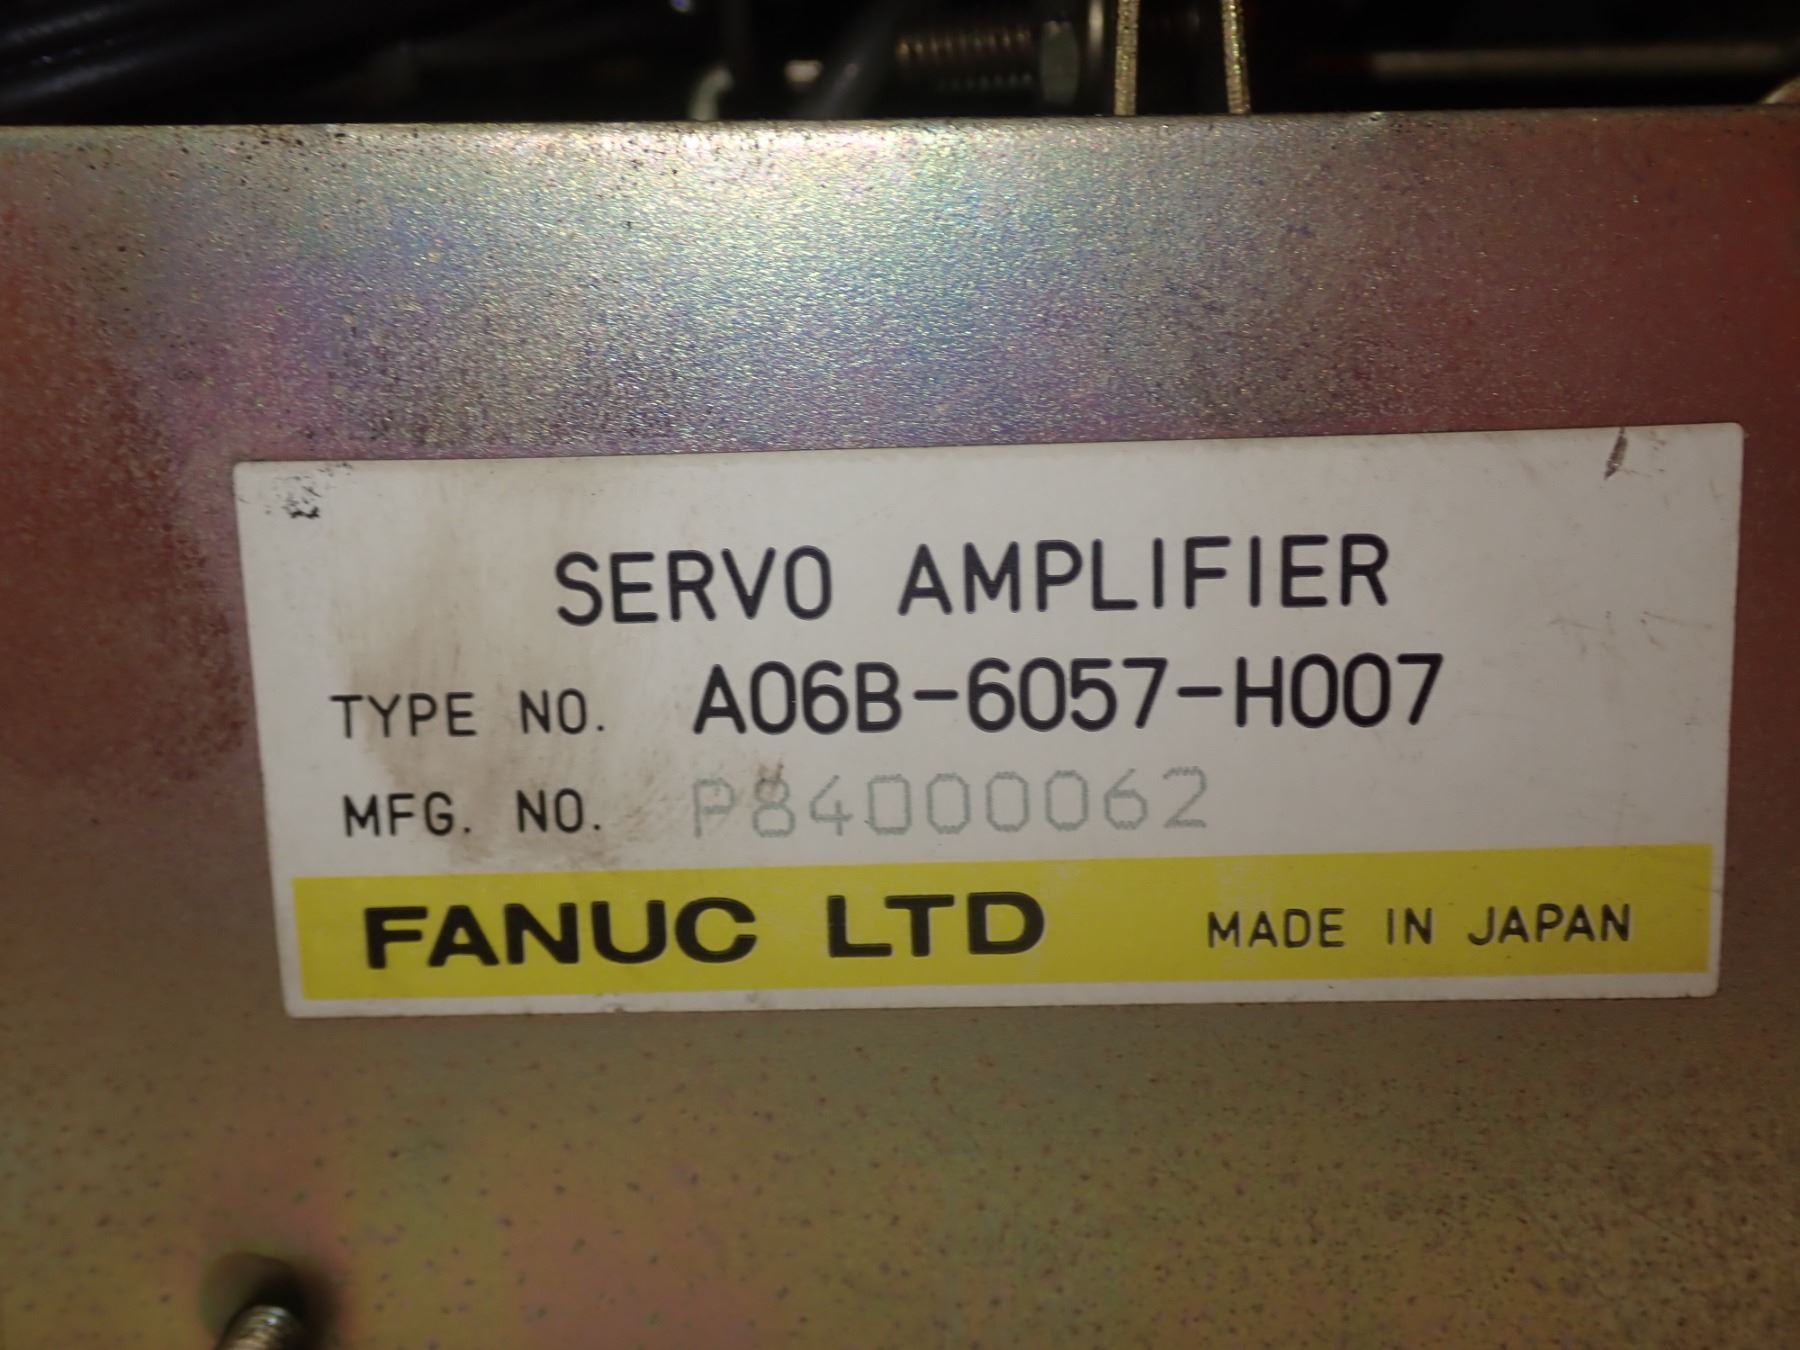 SERVO AMPLIFIER
TYPE NO. A06B-6057-H007
MFG. NO. P84000062
FANUC LTD MADE IN JAPAN